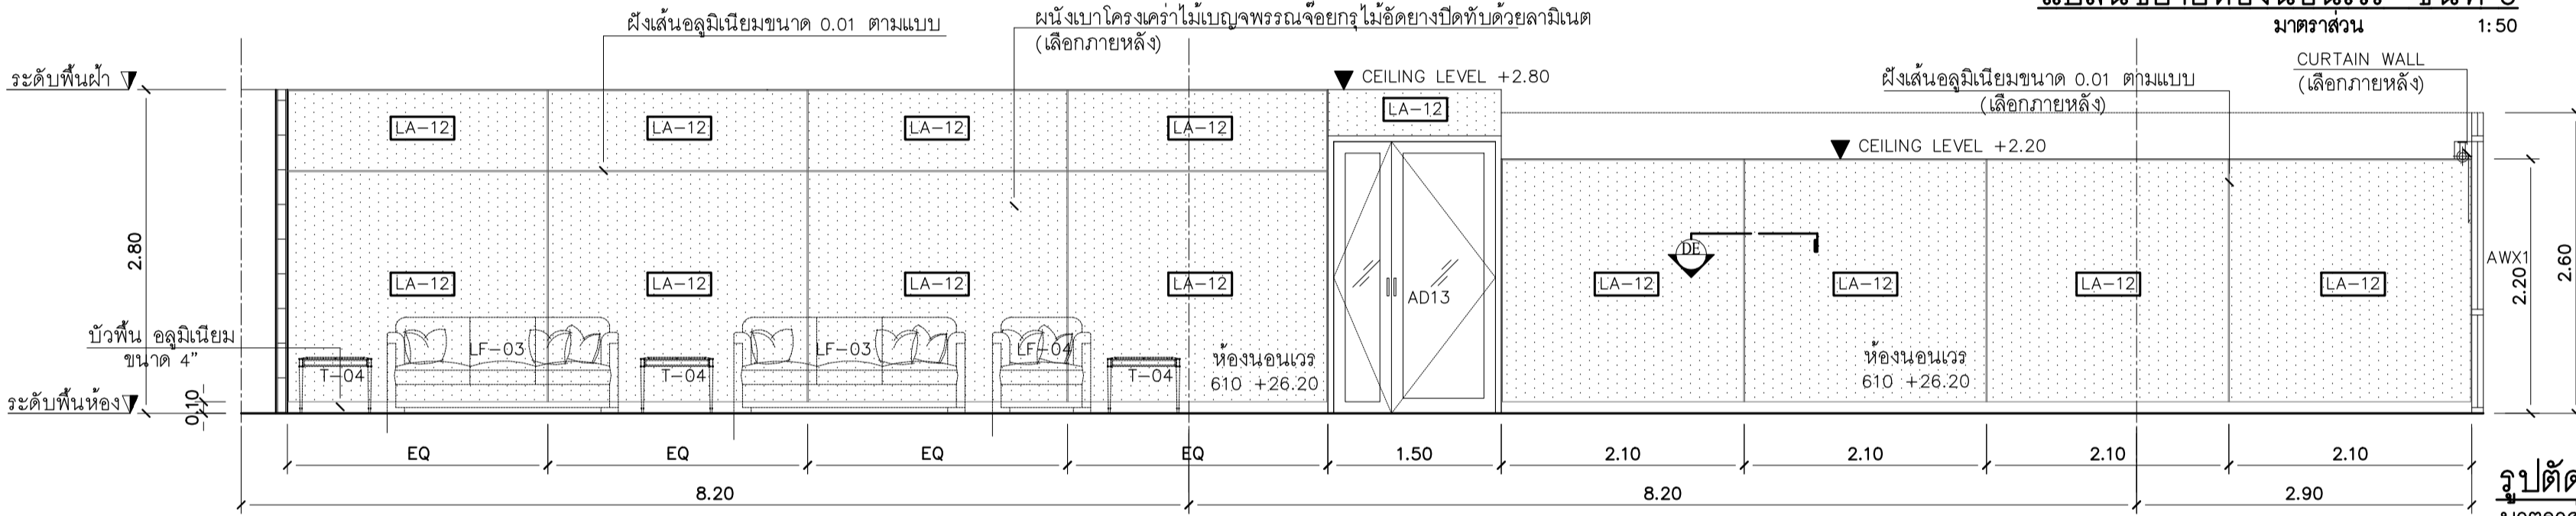 มาตราส่วน 1:50
ฝังเส้นอลูมิเนียมขนาด 0.01 ตามแบบ
ผนังเบาโครงเคร่าไม้เบญจพรรณจ๊อยกรุไม้อัดยางปิดทับด้วยลามิเนต
(เลือกภายหลัง)
ระดับพื้นฝ้า
CEILING LEVEL +2.80
ฝังเส้นอลูมิเนียมขนาด 0.01 ตามแบบ
(เลือกภายหลัง)
CURTAIN WALL
(เลือกภายหลัง)
LA-12
LA-12
LA-12
LA-12
LA-12
CEILING LEVEL +2.20
2.80
DE
LA-12
LA-12
LA-12
LA-12
AD13
LA-12
LA-12
LA-12
LA-12
AWX1
2.20
2.60
บัวพื้น อลูมิเนียม
ขนาด 4"
LF-03
LF-03
LF-04
T-04
T-04
T-04
ห้องนอนเวร
610 +26.20
ห้องนอนเวร
610 +26.20
ระดับพื้นห้อง
0.10
EQ EQ EQ EQ 1.50 2.10 2.10 2.10 2.10
8.20 8.20 2.90
รูปตัด